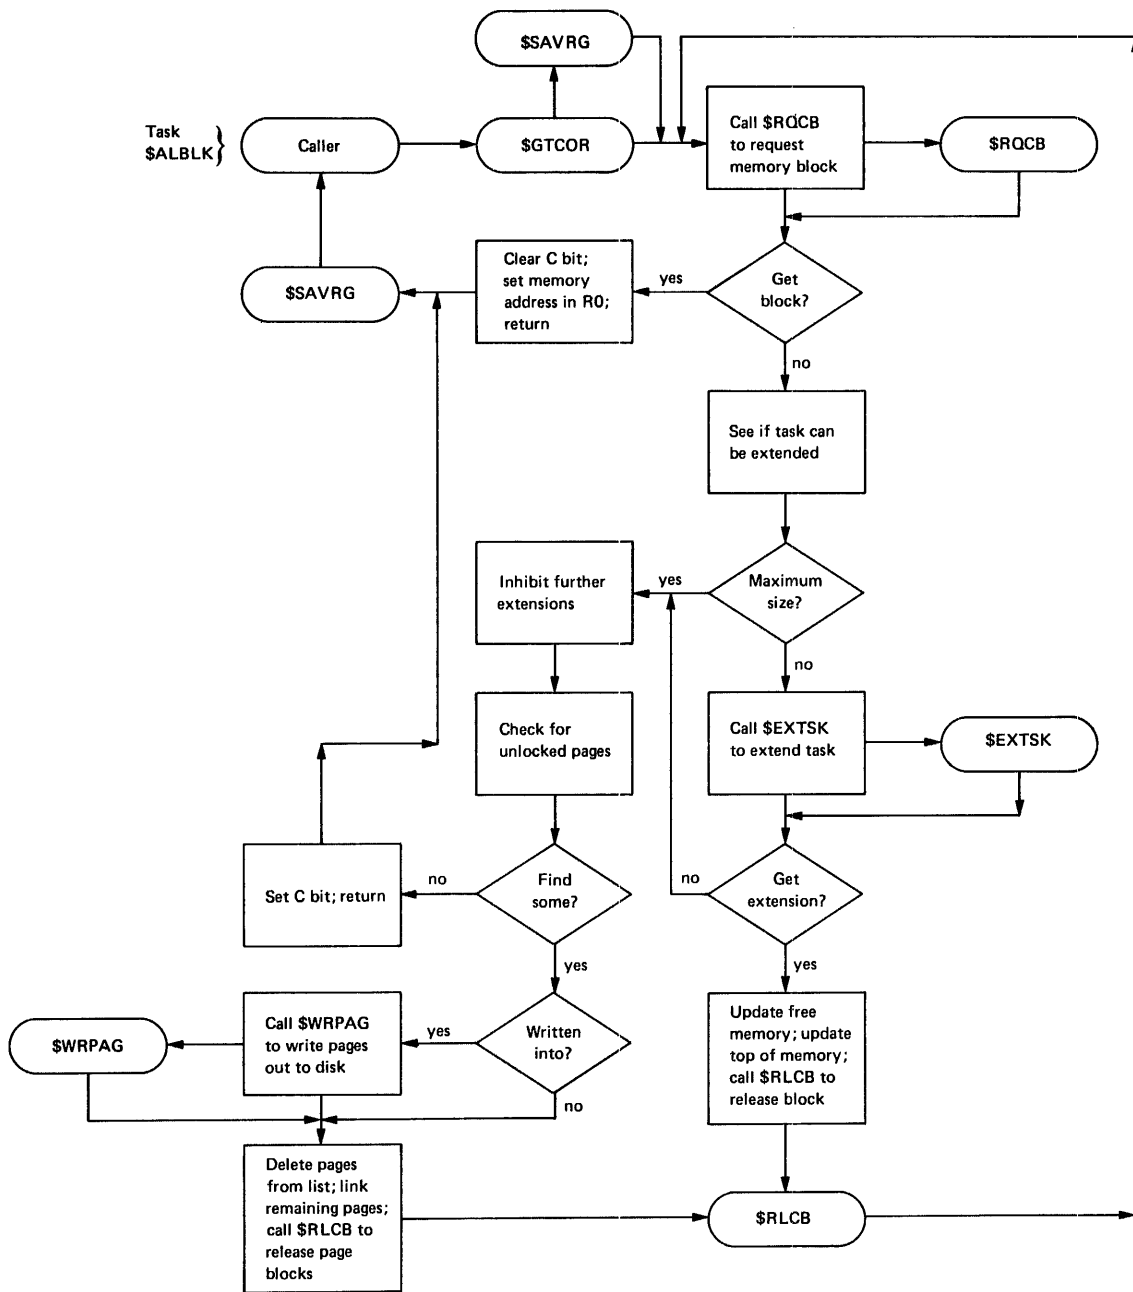 $SAVRG
Task
$ALBLK
Caller
$GTCOR
Call $RQCB
to request
memory block
$RQCB
$SAVRG
Clear C bit;
set memory
address in R0;
return
yes
Get
block?
no
See if task can
be extended
Inhibit further
extensions
yes
Maximum
size?
no
Check for
unlocked pages
Call $EXTSK
to extend task
$EXTSK
Set C bit; return
no
Find
some?
no
Get
extension?
yes
yes
$WRPAG
Call $WRPAG
to write pages
out to disk
yes
Written
into?
no
Update free
memory; update
top of memory;
call $RLCB to
release block
Delete pages
from list; link
remaining pages;
call $RLCB to
release page
blocks
$RLCB